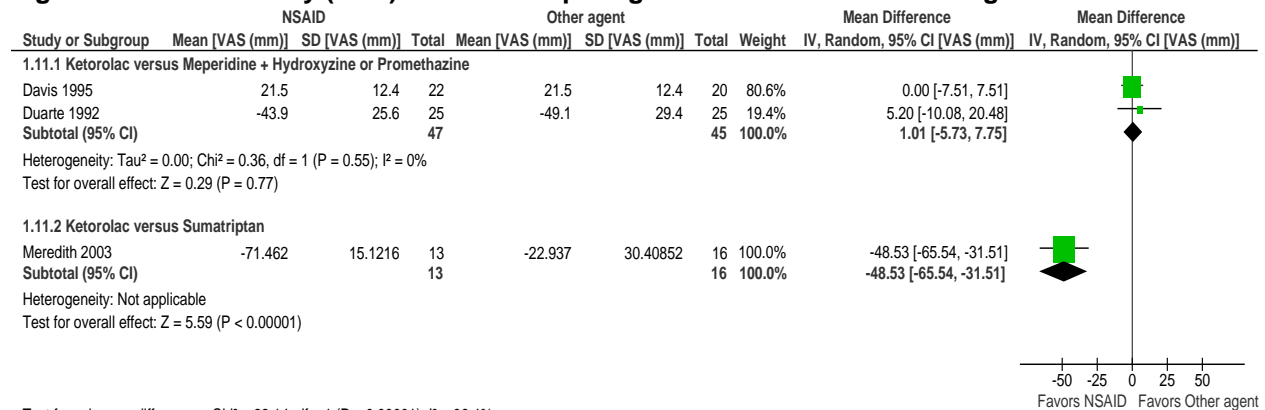 NSAID Other agent Mean Difference Mean Difference
Study or Subgroup Mean [VAS (mm)] SD [VAS (mm)] Total Mean [VAS (mm)] SD [VAS (mm)] Total Weight IV, Random, 95% CI [VAS (mm)] IV, Random, 95% CI [VAS (mm)]
1.11.1 Ketorolac versus Meperidine + Hydroxyzine or Promethazine
Davis 1995 21.5 12.4 22 21.5 12.4 20 80.6% 0.00 [-7.51, 7.51]
Duarte 1992 -43.9 25.6 25 -49.1 29.4 25 19.4% 5.20 [-10.08, 20.48]
Subtotal (95% CI) 47 45 100.0% 1.01 [-5.73, 7.75]
Heterogeneity: Tau² = 0.00; Chi² = 0.36, df = 1 (P = 0.55); I² = 0%
Test for overall effect: Z = 0.29 (P = 0.77)
1.11.2 Ketorolac versus Sumatriptan
Meredith 2003 -71.462 15.1216 13 -22.937 30.40852 16 100.0% -48.53 [-65.54, -31.51]
Subtotal (95% CI) 13 16 100.0% -48.53 [-65.54, -31.51]
Heterogeneity: Not applicable
Test for overall effect: Z = 5.59 (P < 0.00001)
-50 -25 0 25 50
Favors NSAID Favors Other agent